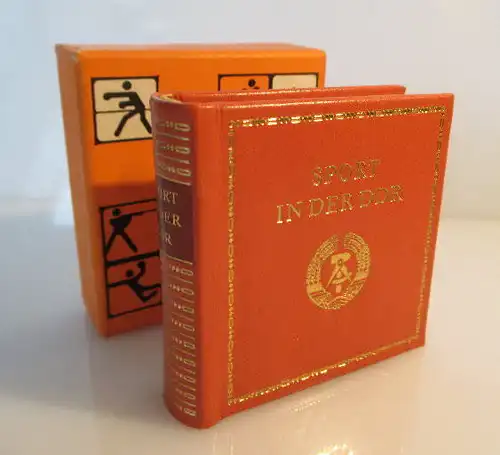 SPORT
IN DER DDR